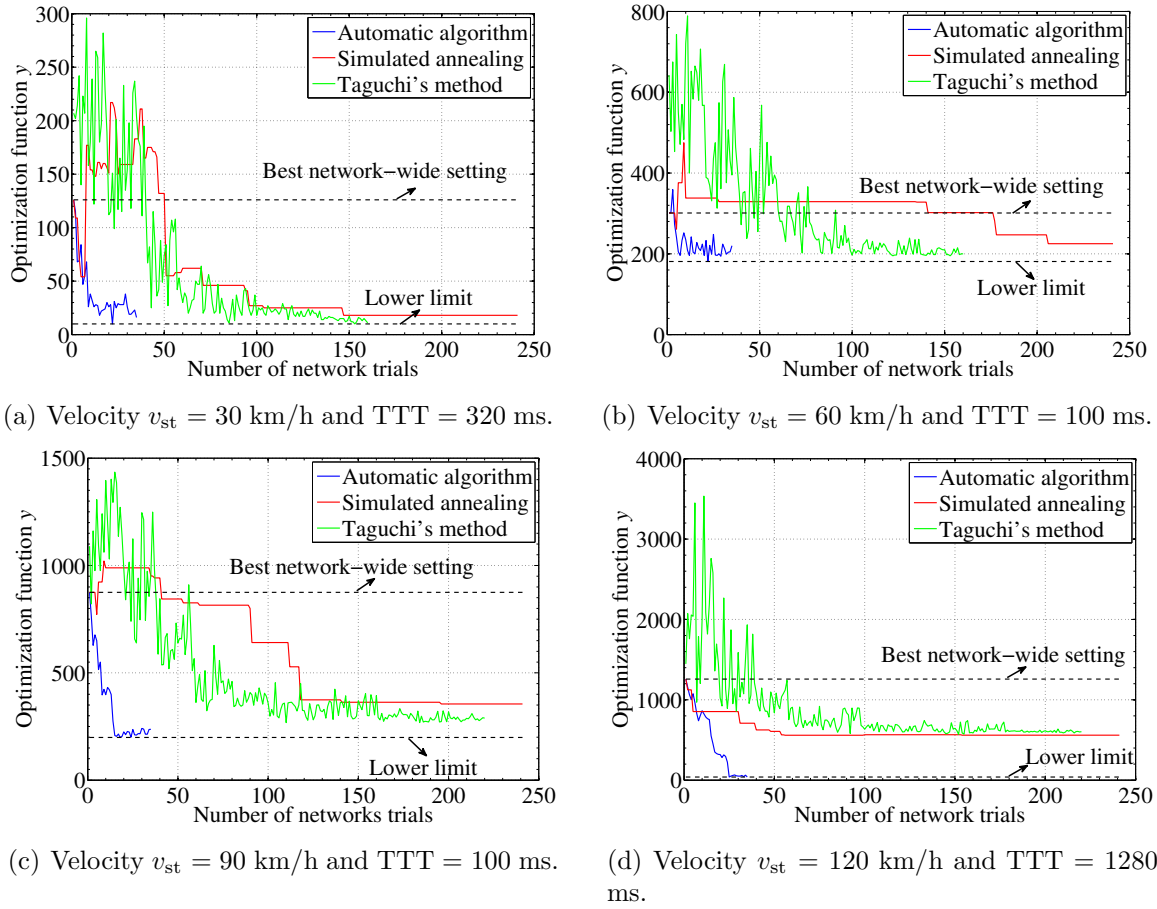 300
250
200
150
100
50
0
Optimization function y
Automatic algorithm
Simulated annealing
Taguchi's method
Best network-wide setting
Lower limit
0 50 100 150 200 250
Number of network trials
(a) Velocity vst = 30 km/h and TTT = 320 ms.
800
600
400
200
0
Optimization function y
Automatic algorithm
Simulated annealing
Taguchi's method
Best network-wide setting
Lower limit
0 50 100 150 200 250
Number of network trials
(b) Velocity vst = 60 km/h and TTT = 100 ms.
1500
1000
500
0
Optimization function y
Automatic algorithm
Simulated annealing
Taguchi's method
Best network-wide setting
Lower limit
0 50 100 150 200 250
Number of networks trials
(c) Velocity vst = 90 km/h and TTT = 100 ms.
4000
3000
2000
1000
0
Optimization function y
Automatic algorithm
Simulated annealing
Taguchi's method
Best network-wide setting
Lower limit
0 50 100 150 200 250
Number of network trials
(d) Velocity vst = 120 km/h and TTT = 1280
ms.